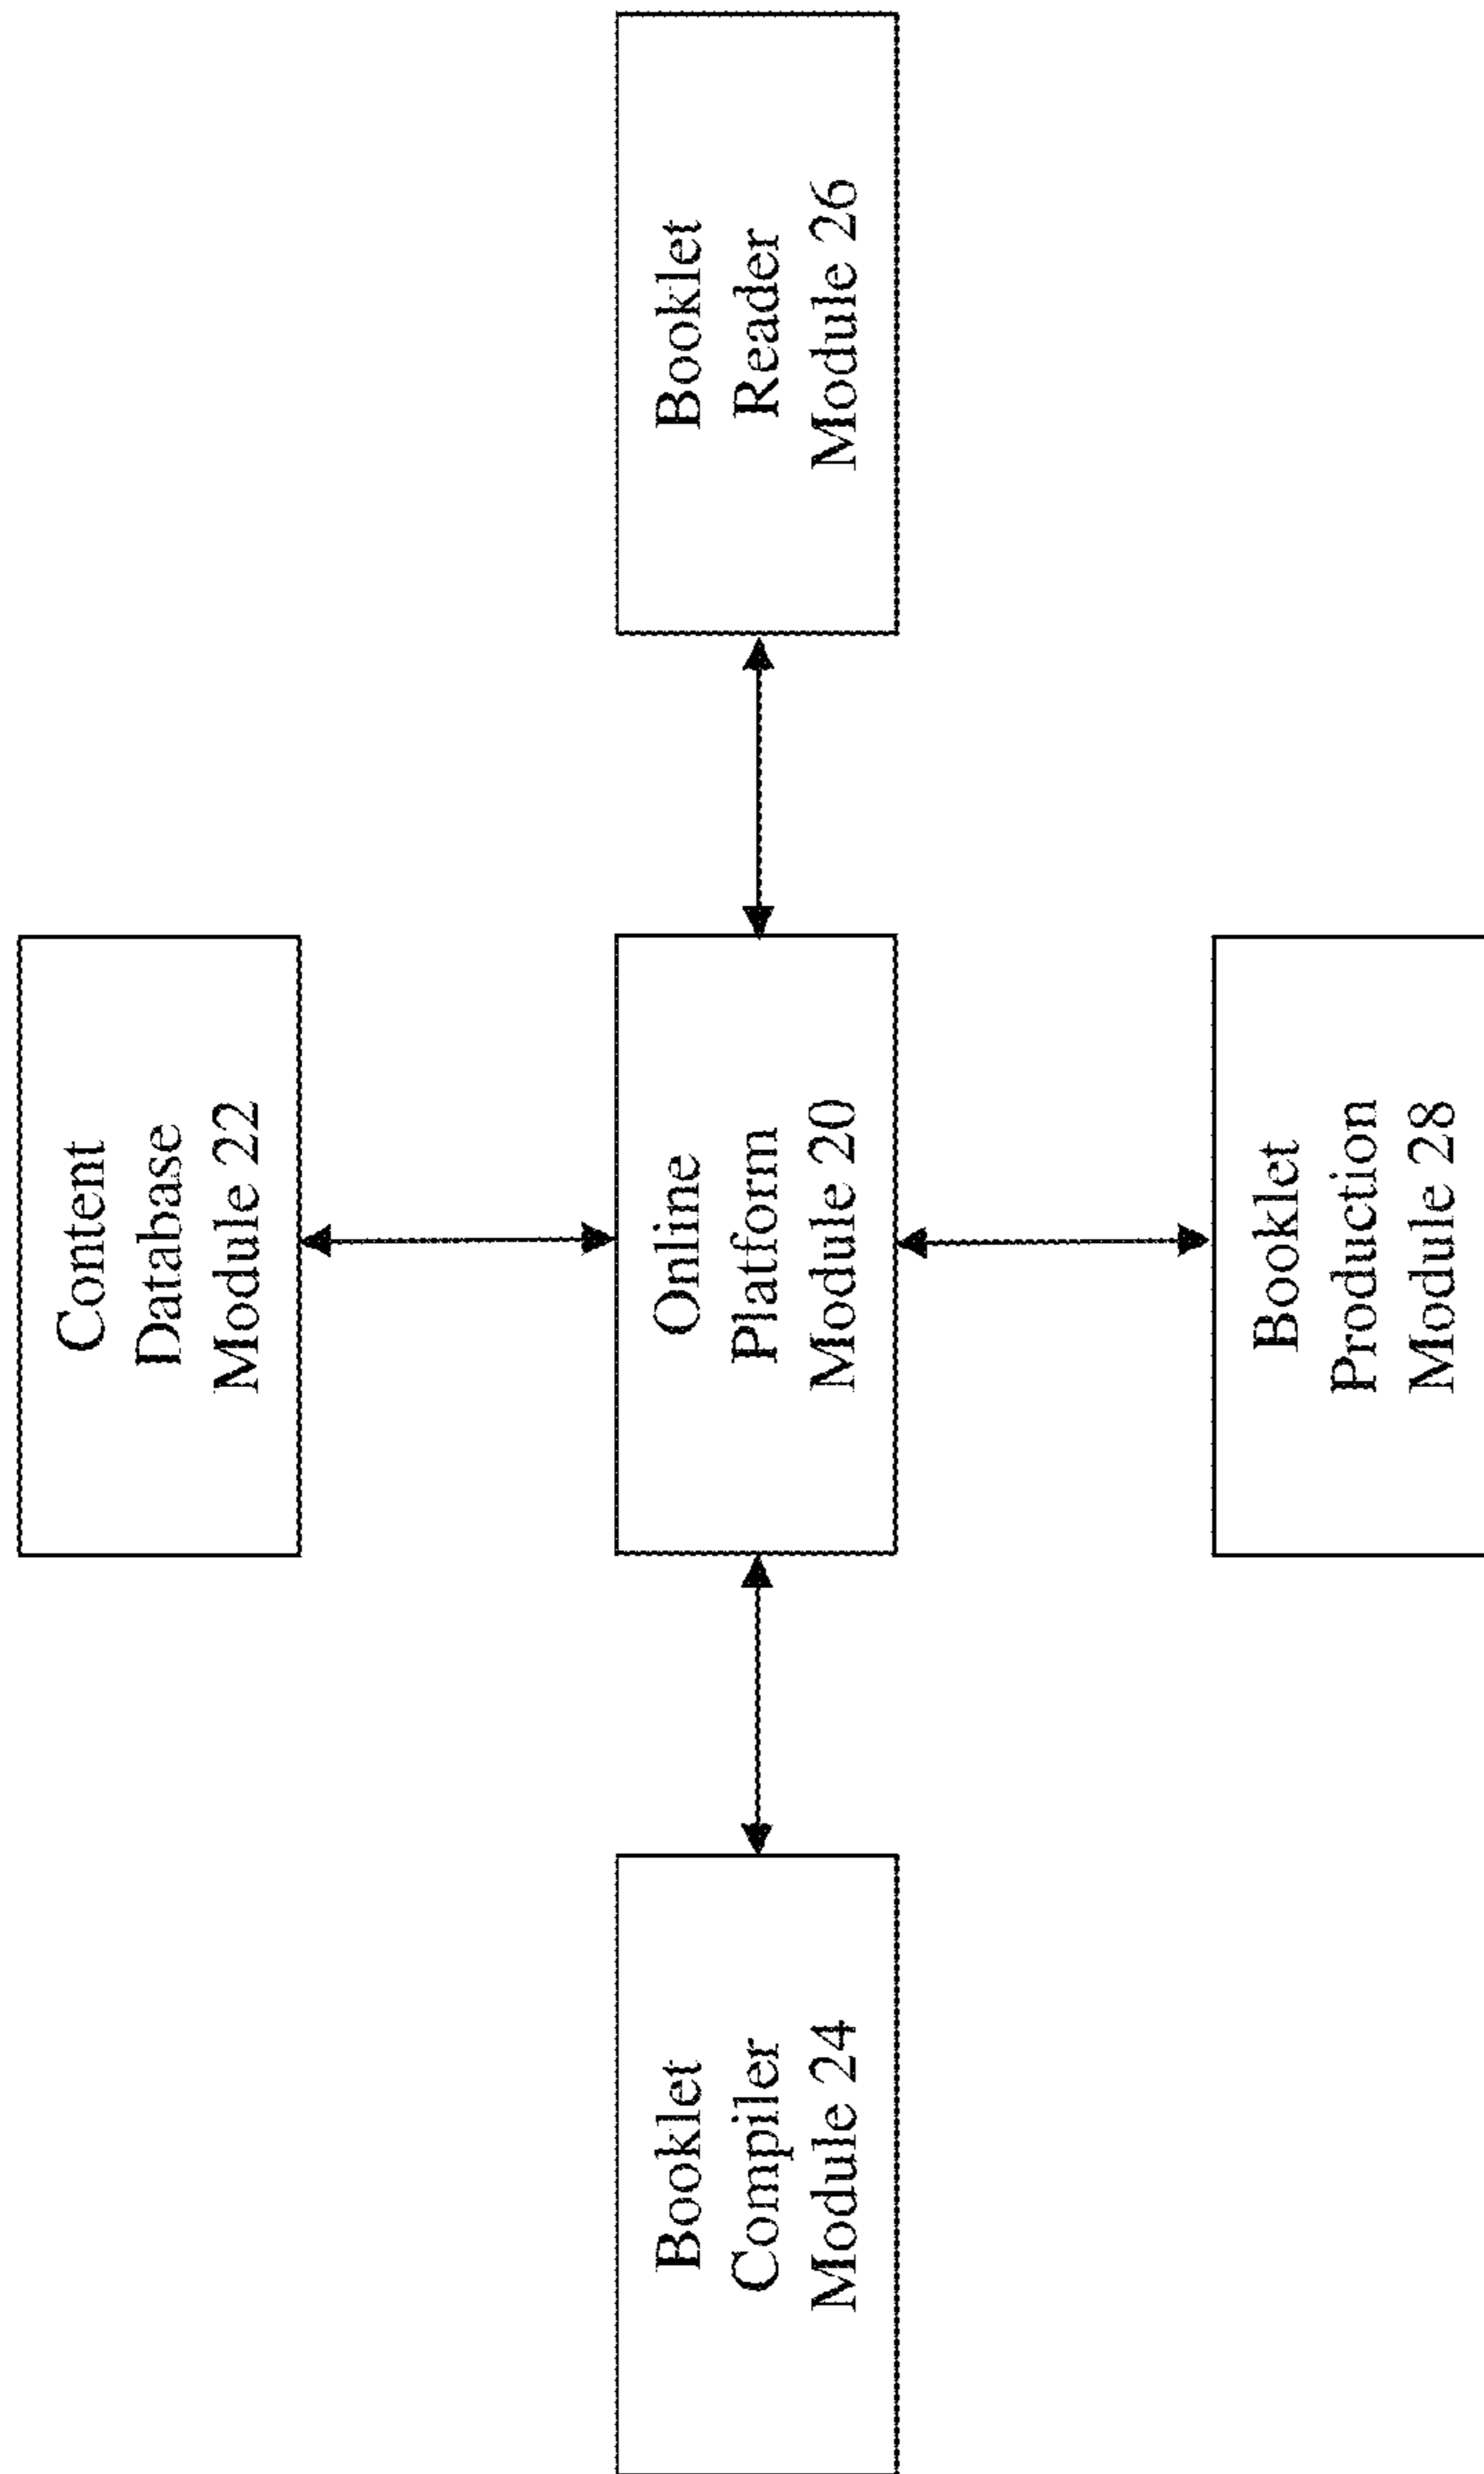 Content
Database
Module 22
Booklet
Compiler
Module 24
Online
Platform
Module 20
Booklet
Reader
Module 26
Booklet
Production
Module 28